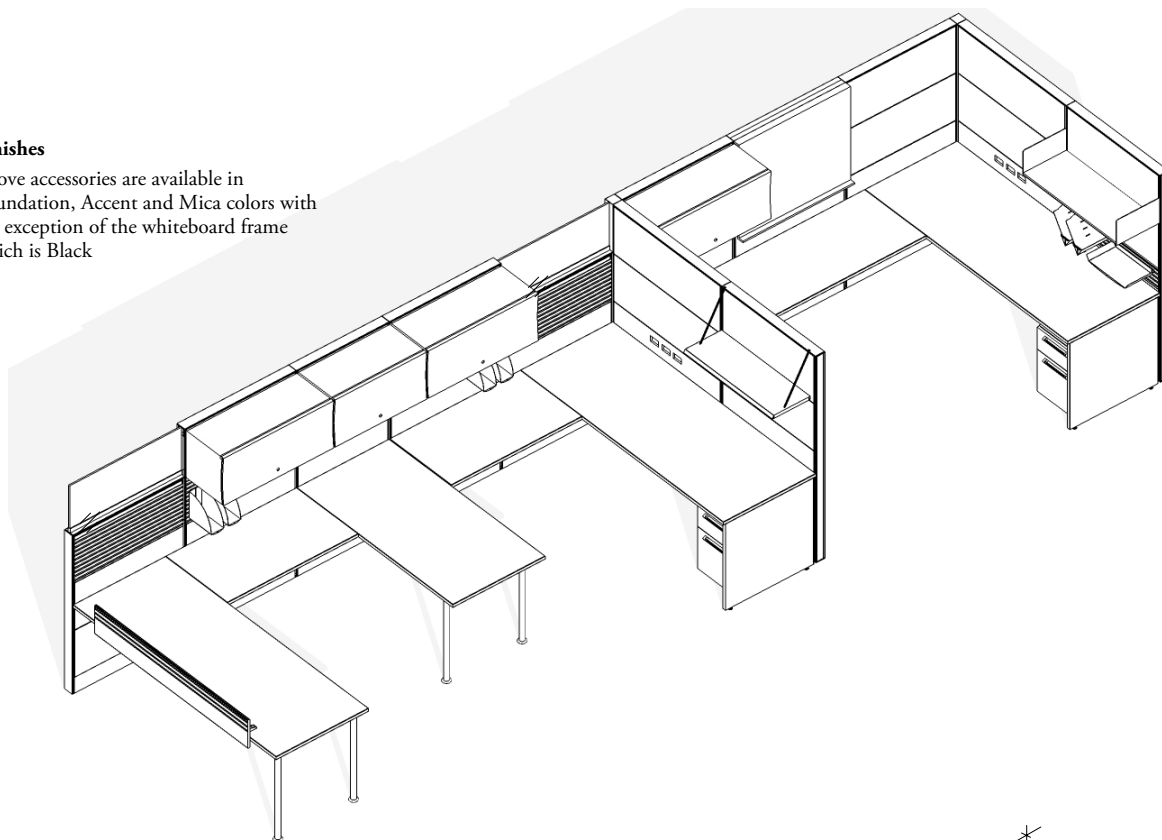 nishes
ove accessories are available in
undation, Accent and Mica colors with
exception of the whiteboard frame
ich is Black